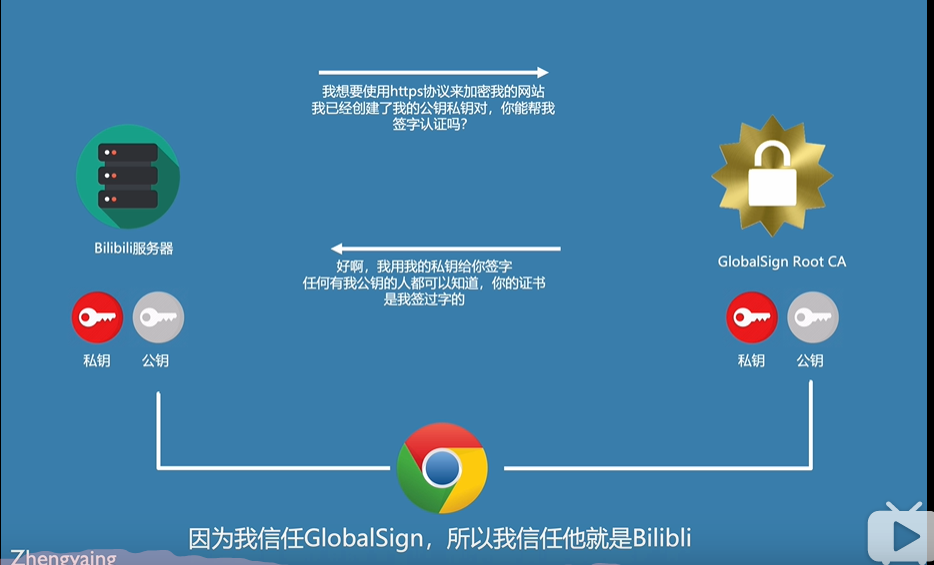 我想要使用https协议来加密我的网站
我已经创建了我的公钥私钥对，你能帮我
签字认证吗？
Bilibili服务器
GlobalSign Root CA
好啊，我用我的私钥给你签字
任何有我公钥的人都可以知道，你的证书
是我签过字的
私钥
公钥
私钥
公钥
因为我信任GlobalSign，所以我信任他就是Bilibli
Zhengyaing